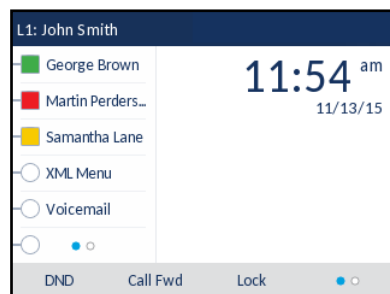 L1: John Smith
George Brown
Martin Perders...
Samantha Lane
XML Menu
Voicemail
11:54 am
11/13/15
DND Call Fwd Lock